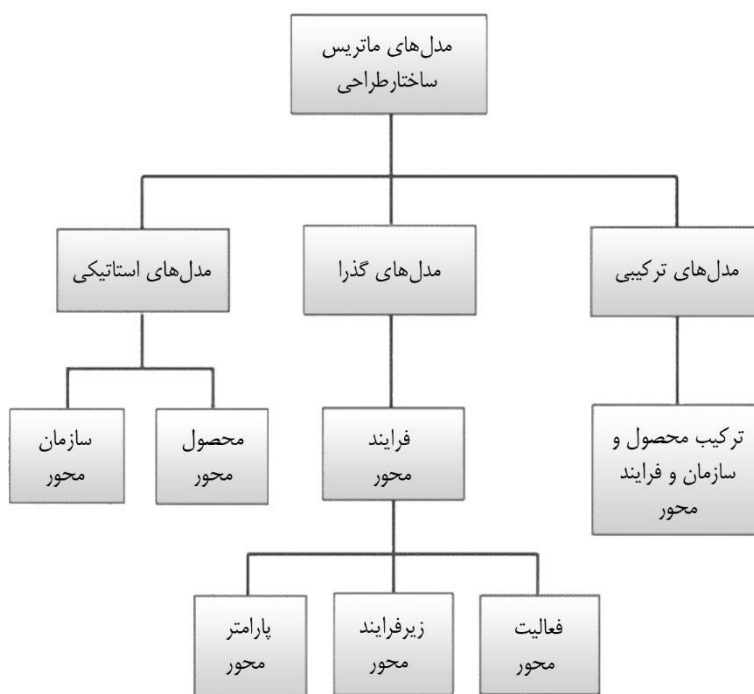 مدل‌های ماتریس
ساختارطراحی
مدل‌های ترکیبی
مدل‌های گذرا
مدل‌های استاتیکی
ترکیب محصول و
سازمان و فرایند
محور
فرایند
محور
محصول
محور
سازمان
محور
فعالیت
محور
زیرفرایند
محور
پارامتر
محور